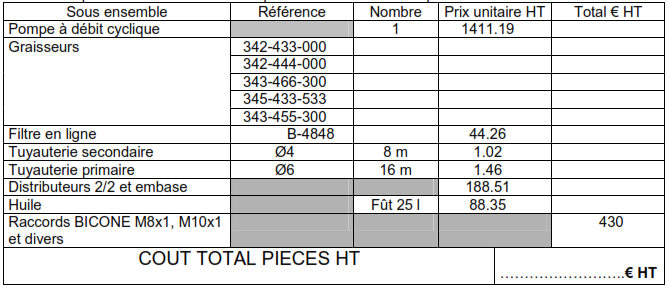 Sous ensemble Référence Nombre Prix unitaire HT Total € HT
Pompe à débit cyclique 1 1411.19
Graisseurs 342-433-000
342-444-000
343-466-300
345-433-533
343-455-300
Filtre en ligne B-4848 44.26
Tuyauterie secondaire Ø4 8 m 1.02
Tuyauterie primaire Ø6 16 m 1.46
Distributeurs 2/2 et embase 188.51
Huile Fût 25 l 88.35
Raccords BICONE M8x1, M10x1 430
et divers
COUT TOTAL PIECES HT
……………………..€ HT